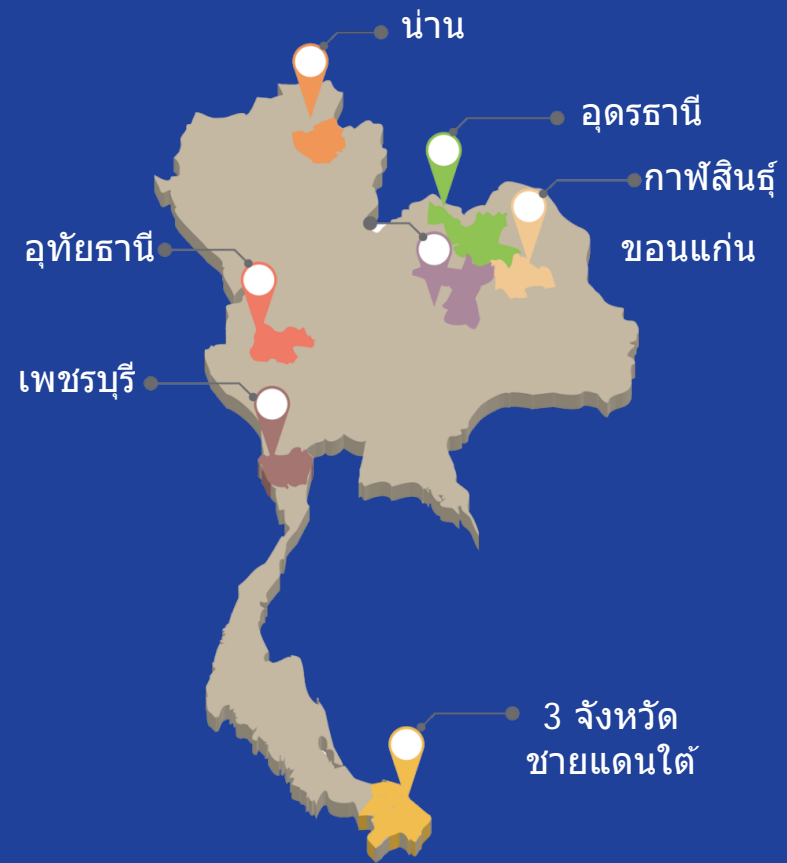 น่าน
อุดรธานี
กาฬสินธุ์
อุทัยธานี
ขอนแก่น
เพชรบุรี
3 จังหวัด
ชายแดนใต้